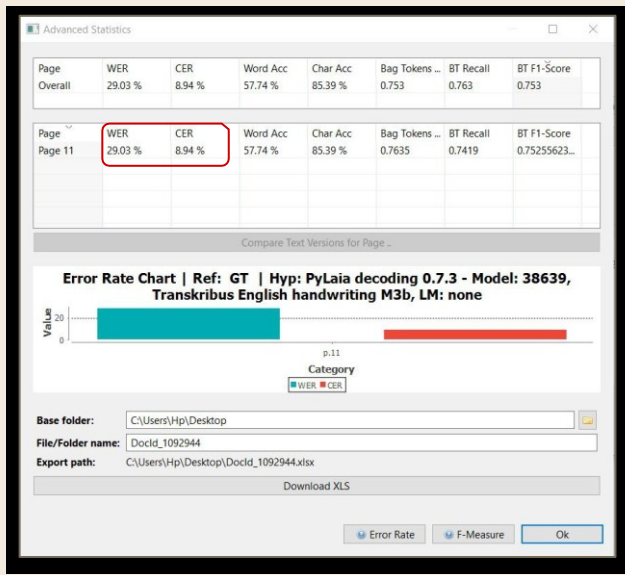 Advanced Statistics
Page WER CER Word Acc Char Acc Bag Tokens ... BT Recall BT F1-Score
Overall 29.03 % 8.94 % 57.74 % 85.39 % 0.753 0.763 0.753
Page WER CER Word Acc Char Acc Bag Tokens ... BT Recall BT F1-Score
Page 11 29.03 % 8.94 % 57.74 % 85.39 % 0.7635 0.7419 0.75255623...
Compare Text Versions for Page ..
Error Rate Chart | Ref: GT | Hyp: PyLaia decoding 0.7.3 - Model: 38639,
Transkribus English handwriting M3b, LM: none
Value
20
0
p.11
Category
WER CER
Base folder: C:\Users\Hp\Desktop
File/Folder name: DocId_1092944
Export path: C:\Users\Hp\Desktop\DocId_1092944.xlsx
Download XLS
Error Rate F-Measure Ok